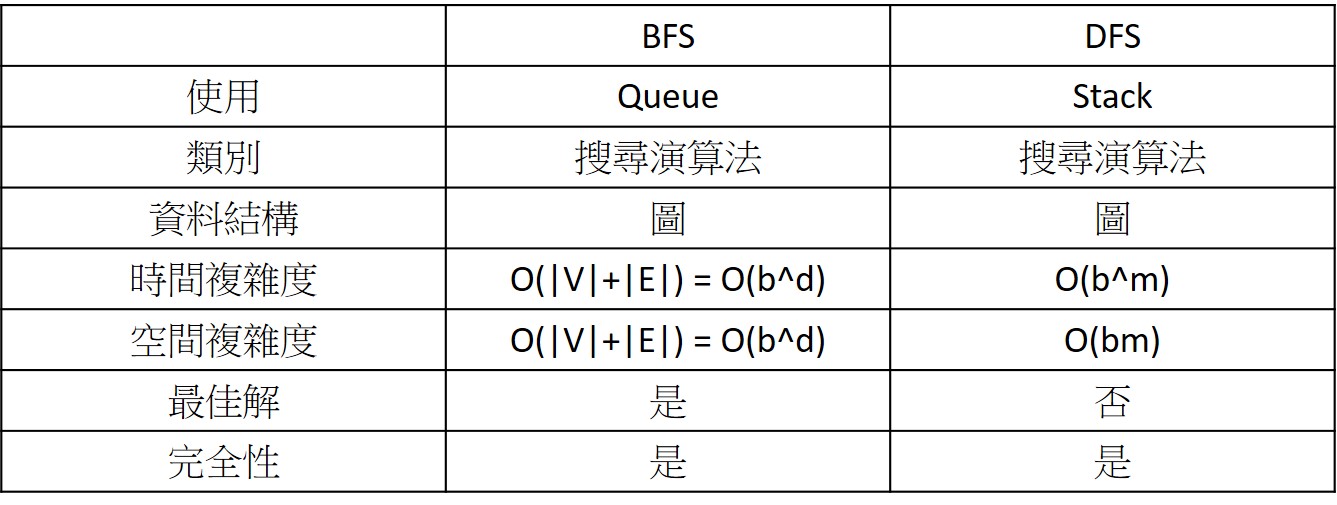 BFS DFS
使用 Queue Stack
類別 搜尋演算法 搜尋演算法
資料結構 圖 圖
時間複雜度 O(|V|+|E|) = O(b^d) O(b^m)
空間複雜度 O(|V|+|E|) = O(b^d) O(bm)
最佳解 是 否
完全性 是 是